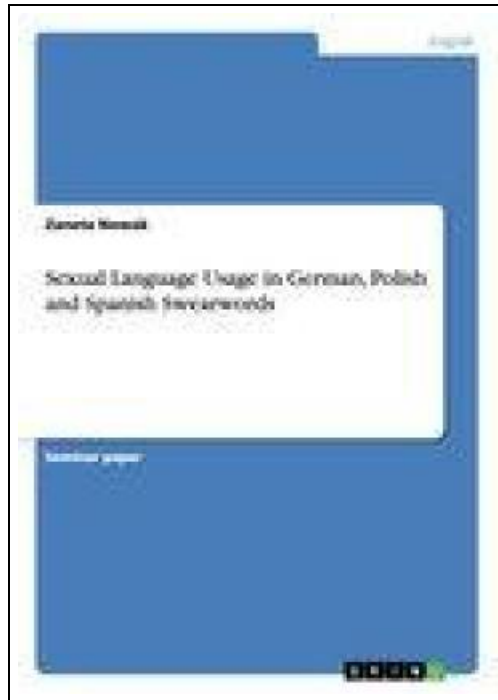 English
Zaneta Nowak
Sexual Language Usage in German, Polish
and Spanish Swearwords
Seminar paper